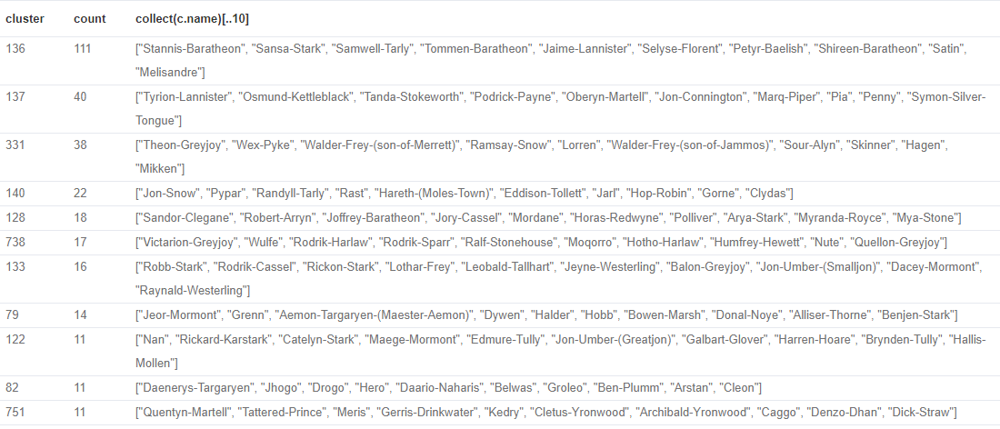 cluster count collect(c.name)[..10]
136 111 ["Stannis-Baratheon", "Sansa-Stark", "Samwell-Tarly", "Tommen-Baratheon", "Jaime-Lannister", "Selyse-Florent", "Petyr-Baelish", "Shireen-Baratheon", "Satin",
"Melisandre"]
137 40 ["Tyrion-Lannister", "Osmund-Kettleblack", "Tanda-Stokeworth", "Podrick-Payne", "Oberyn-Martell", "Jon-Connington", "Marq-Piper", "Pia", "Penny", "Symon-Silver-
Tongue"]
331 38 ["Theon-Greyjoy", "Wex-Pyke", "Walder-Frey-(son-of-Merrett)", "Ramsay-Snow", "Lorren", "Walder-Frey-(son-of-Jammos)", "Sour-Alyn", "Skinner", "Hagen",
"Mikken"]
140 22 ["Jon-Snow", "Pypar", "Randyll-Tarly", "Rast", "Hareth-(Moles-Town)", "Eddison-Tollett", "Jarl", "Hop-Robin", "Gorne", "Clydas"]
128 18 ["Sandor-Clegane", "Robert-Arryn", "Joffrey-Baratheon", "Jory-Cassel", "Mordane", "Horas-Redwyne", "Polliver", "Arya-Stark", "Myranda-Royce", "Mya-Stone"]
738 17 ["Victarion-Greyjoy", "Wulfe", "Rodrik-Harlaw", "Rodrik-Sparr", "Ralf-Stonehouse", "Moqorro", "Hotho-Harlaw", "Humfrey-Hewett", "Nute", "Quellon-Greyjoy"]
133 16 ["Robb-Stark", "Rodrik-Cassel", "Rickon-Stark", "Lothar-Frey", "Leobald-Tallhart", "Jeyne-Westerling", "Balon-Greyjoy", "Jon-Umber-(Smalljon)", "Dacey-Mormont",
"Raynald-Westerling"]
79 14 ["Jeor-Mormont", "Grenn", "Aemon-Targaryen-(Maester-Aemon)", "Dywen", "Halder", "Hobb", "Bowen-Marsh", "Donal-Noye", "Alliser-Thorne", "Benjen-Stark"]
122 11 ["Nan", "Rickard-Karstark", "Catelyn-Stark", "Maege-Mormont", "Edmure-Tully", "Jon-Umber-(Greatjon)", "Galbart-Glover", "Harren-Hoare", "Brynden-Tully", "Hallis-
Mollen"]
82 11 ["Daenerys-Targaryen", "Jhogo", "Drogo", "Hero", "Daario-Naharis", "Belwas", "Groleo", "Ben-Plumm", "Arstan", "Cleon"]
751 11 ["Quentyn-Martell", "Tattered-Prince", "Meris", "Gerris-Drinkwater", "Kedry", "Cletus-Yronwood", "Archibald-Yronwood", "Caggo", "Denzo-Dhan", "Dick-Straw"]